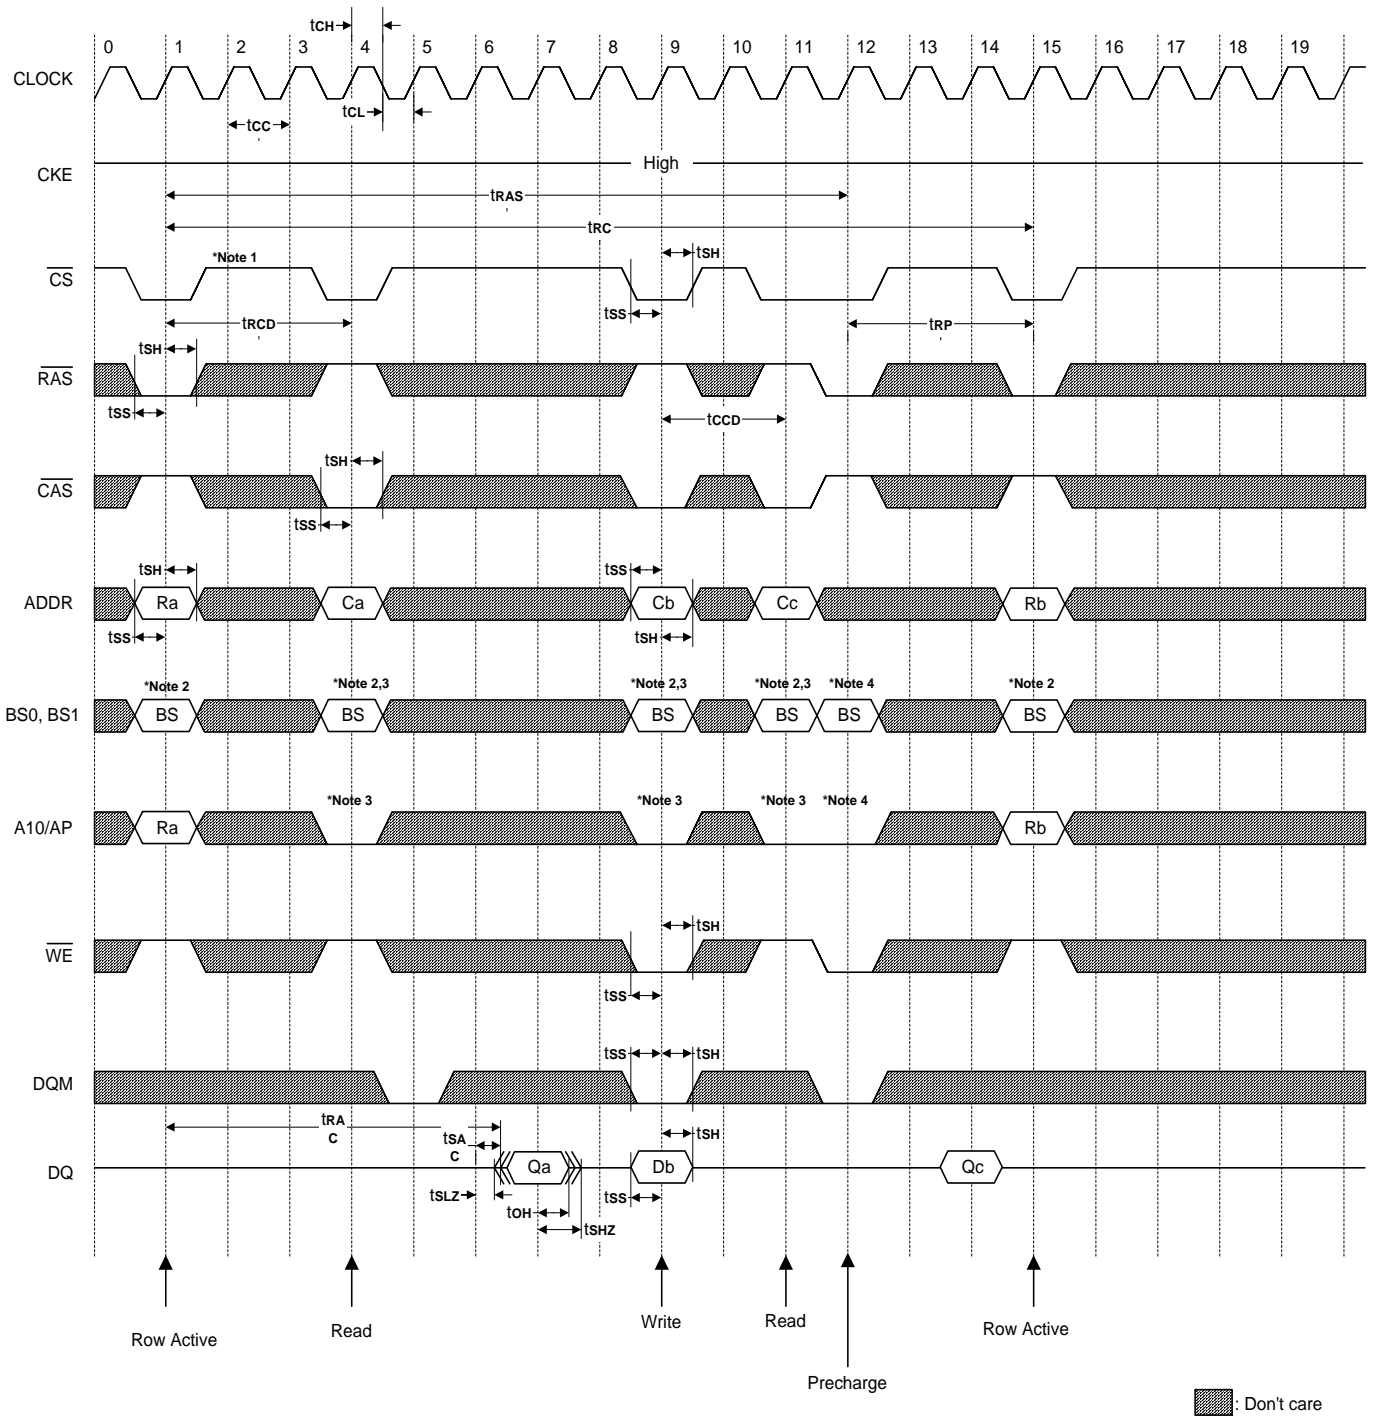 tCH
0 1 2 3 4 5 6 7 8 9 10 11 12 13 14 15 16 17 18 19
CLOCK
tCL
tCC
High
CKE
tRAS
tRC
*Note 1
tSH
CS
tSS
tRCD
tRP
tSH
RAS
tSS
tCCD
tSH
CAS
tSS
tSH
tSS
ADDR
Ra Ca Cb Cc Rb
tSS
tSH
*Note 2 *Note 2,3 *Note 2,3 *Note 2,3 *Note 4 *Note 2
BS0, BS1
BS BS BS BS BS BS
*Note 3 *Note 3 *Note 3 *Note 4
A10/AP
Ra Rb
tSH
WE
tSS
tSS tSH
DQM
tRA
C
tSA
C
tSH
DQ
Qa Db Qc
tSLZ
tSS
tOH
tSHZ
Row Active
Read
Write
Read
Row Active
Precharge
: Don't care